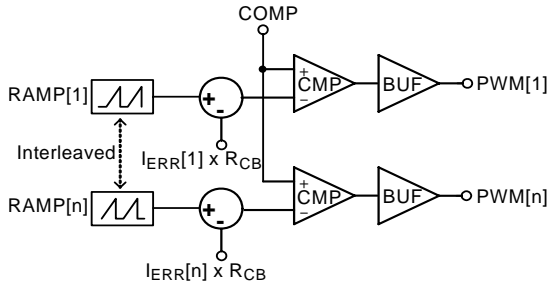 COMP
RAMP[1]
+
-
+
CMP
−
BUF
PWM[1]
IERR[1] x RCB
Interleaved
RAMP[n]
+
-
+
CMP
−
BUF
PWM[n]
IERR[n] x RCB